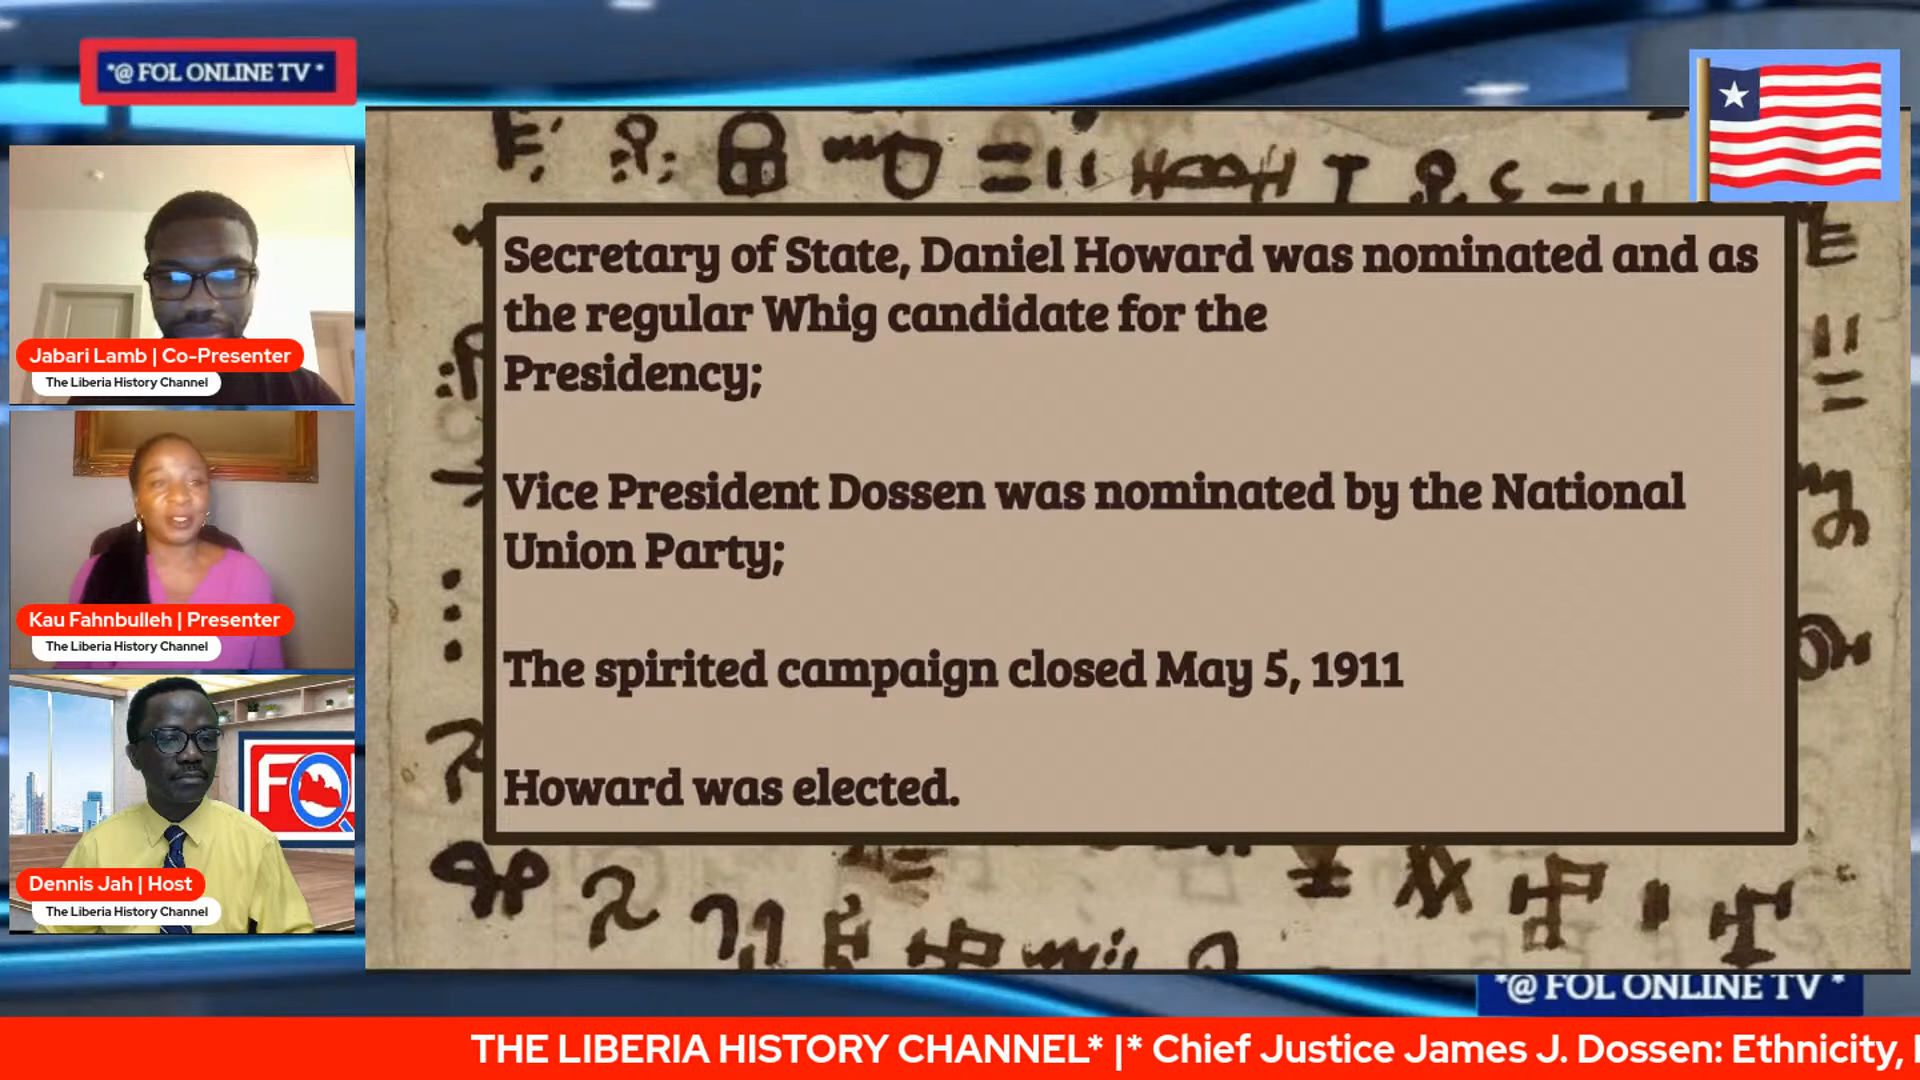 *@ FOL ONLINE TV *
Jabari Lamb | Co-Presenter
The Liberia History Channel
Kau Fahnbulleh | Presenter
The Liberia History Channel
Dennis Jah | Host
The Liberia History Channel
Secretary of State, Daniel Howard was nominated and as
the regular Whig candidate for the
Presidency;
Vice President Dossen was nominated by the National
Union Party;
The spirited campaign closed May 5, 1911
Howard was elected.
*@ FOL ONLINE TV *
THE LIBERIA HISTORY CHANNEL* |* Chief Justice James J. Dossen: Ethnicity,